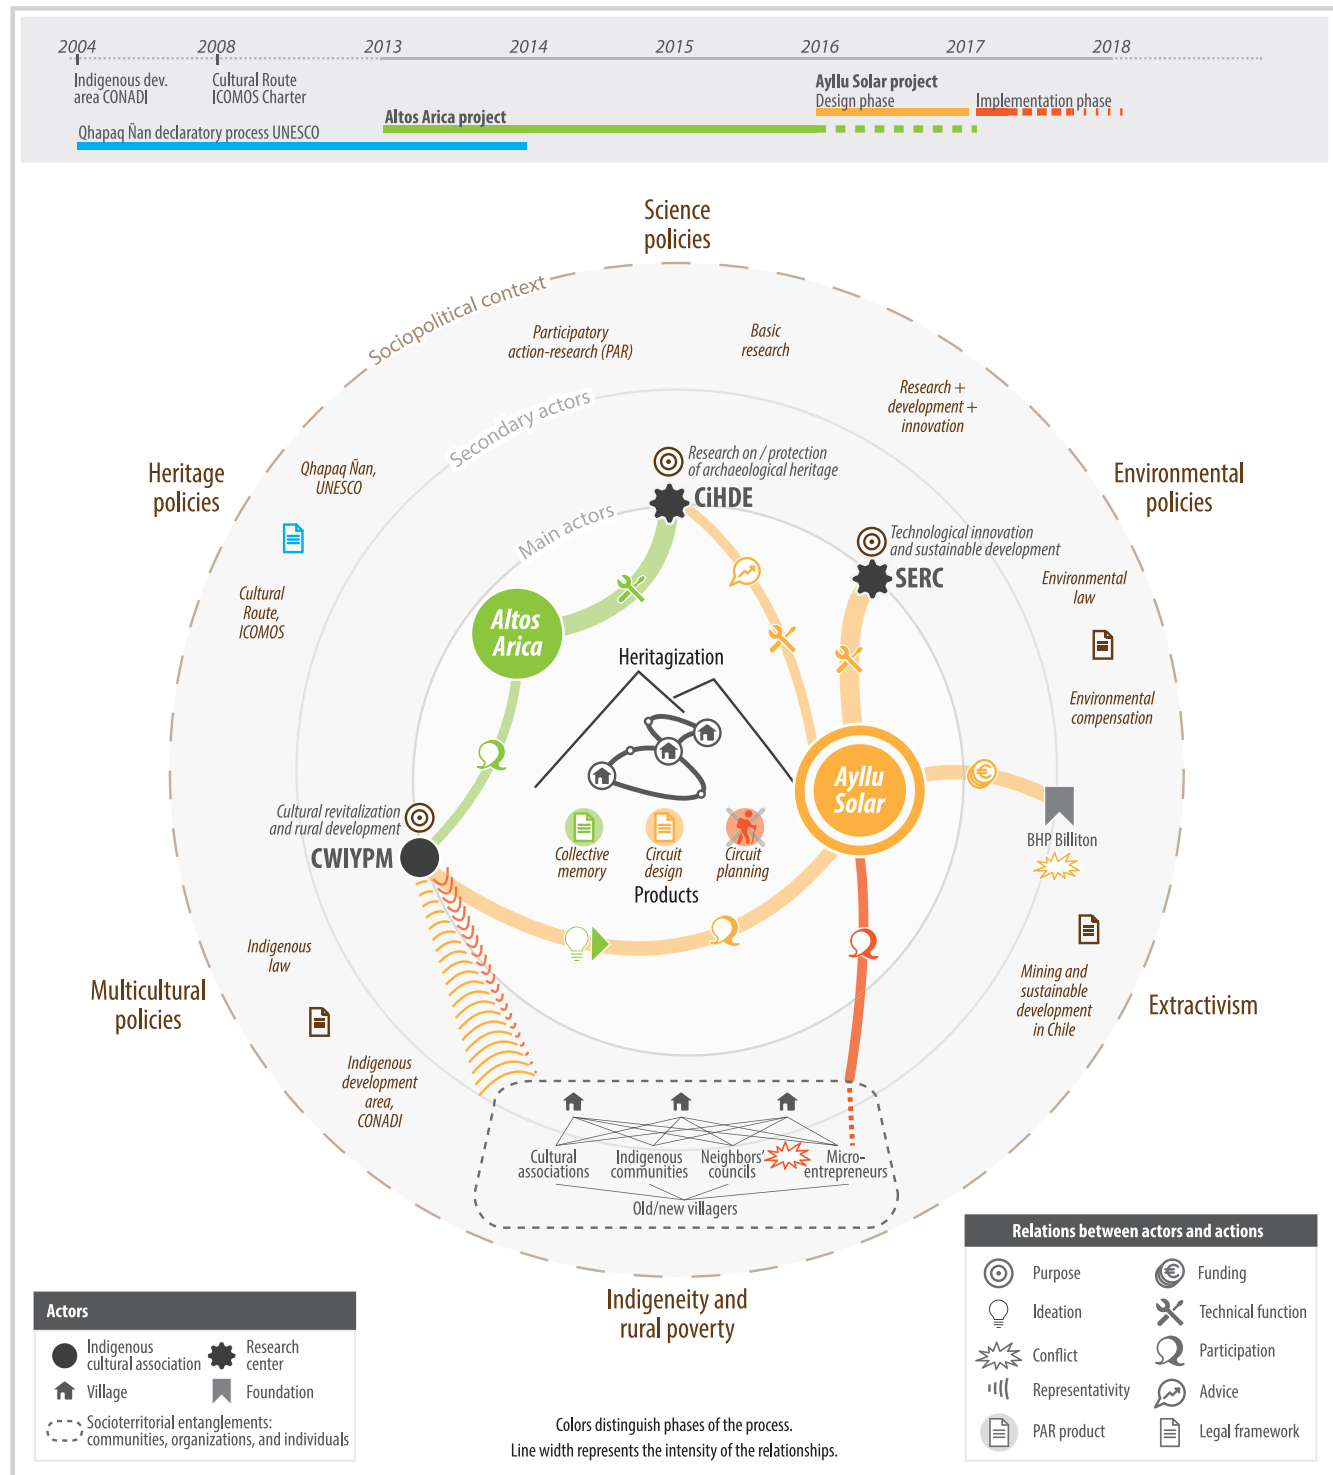 2004
2008
2013
2014
2015
2016
2017
2018
Indigenous dev.
area CONADI
Cultural Route
ICOMOS Charter
Ayllu Solar project
Design phase
Implementation phase
Altos Arica project
Qhapaq Ñan declaratory process UNESCO
Science
policies
Sociopolitical context
Participatory
action-research (PAR)
Basic
research
Research +
development +
innovation
Secondary actors
Heritage
policies
Qhapaq Ñan,
UNESCO
Research on / protection
of archaeological heritage
CiHDE
Environmental
policies
Main actors
Technological innovation
and sustainable development
SERC
Environmental
law
Cultural
Route,
ICOMOS
Altos
Arica
Heritagization
Environmental
compensation
Ayllu
Solar
Cultural revitalization
and rural development
CWIYPM
Collective
memory
Circuit
design
Circuit
planning
Products
BHP Billiton
Indigenous
law
Multicultural
policies
Mining and
sustainable
development
in Chile
Extractivism
Indigenous
development
area,
CONADI
Cultural
associations
Indigenous
communities
Neighbors'
councils
Micro-
entrepreneurs
Old/new villagers
Indigeneity and
rural poverty
Actors
Indigenous
cultural association
Research
center
Village
Foundation
Socioterritorial entanglements:
communities, organizations, and individuals
Colors distinguish phases of the process.
Line width represents the intensity of the relationships.
Relations between actors and actions
Purpose
Funding
Ideation
Technical function
Conflict
Participation
Representativity
Advice
PAR product
Legal framework